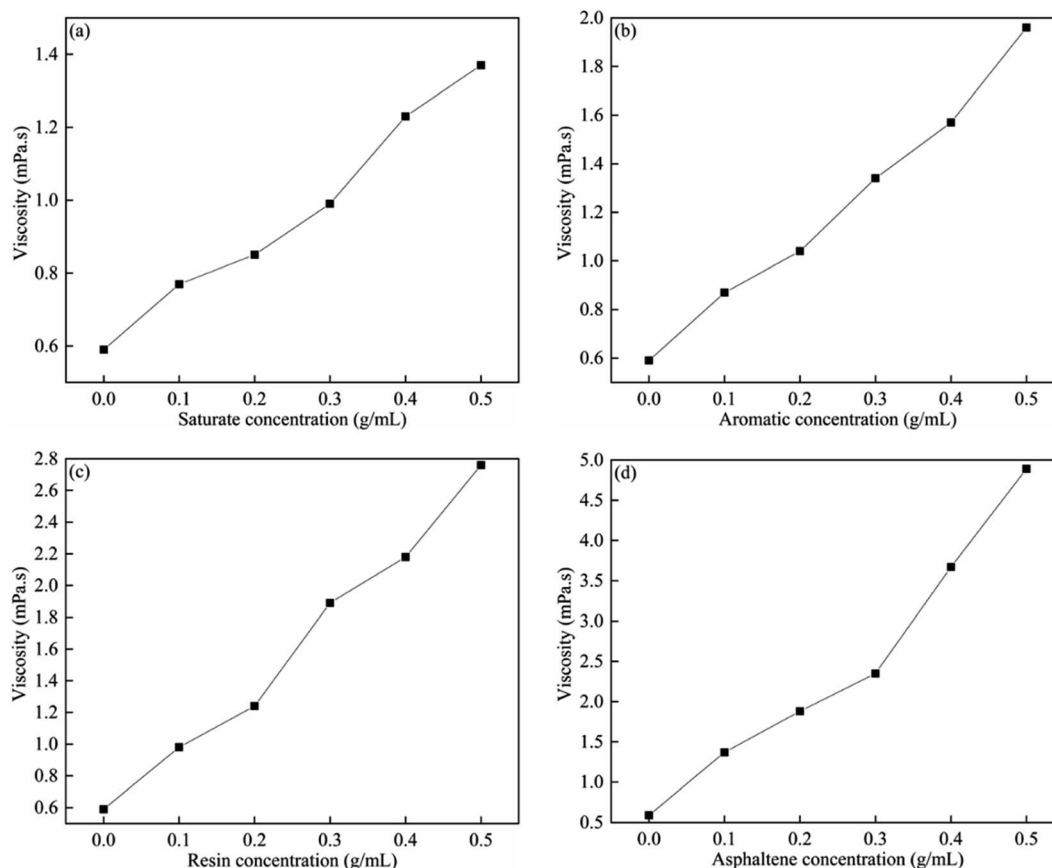 (a)
1.4
1.2
1.0
0.8
0.6
Viscosity (mPa.s)
0.0 0.1 0.2 0.3 0.4 0.5
Saturate concentration (g/mL)
(b)
2.0
1.8
1.6
1.4
1.2
1.0
0.8
0.6
Viscosity (mPa.s)
0.0 0.1 0.2 0.3 0.4 0.5
Aromatic concentration (g/mL)
(c)
2.8
2.6
2.4
2.2
2.0
1.8
1.6
1.4
1.2
1.0
0.8
0.6
Viscosity (mPa.s)
0.0 0.1 0.2 0.3 0.4 0.5
Resin concentration (g/mL)
(d)
5.0
4.5
4.0
3.5
3.0
2.5
2.0
1.5
1.0
0.5
Viscosity (mPa.s)
0.0 0.1 0.2 0.3 0.4 0.5
Asphaltene concentration (g/mL)